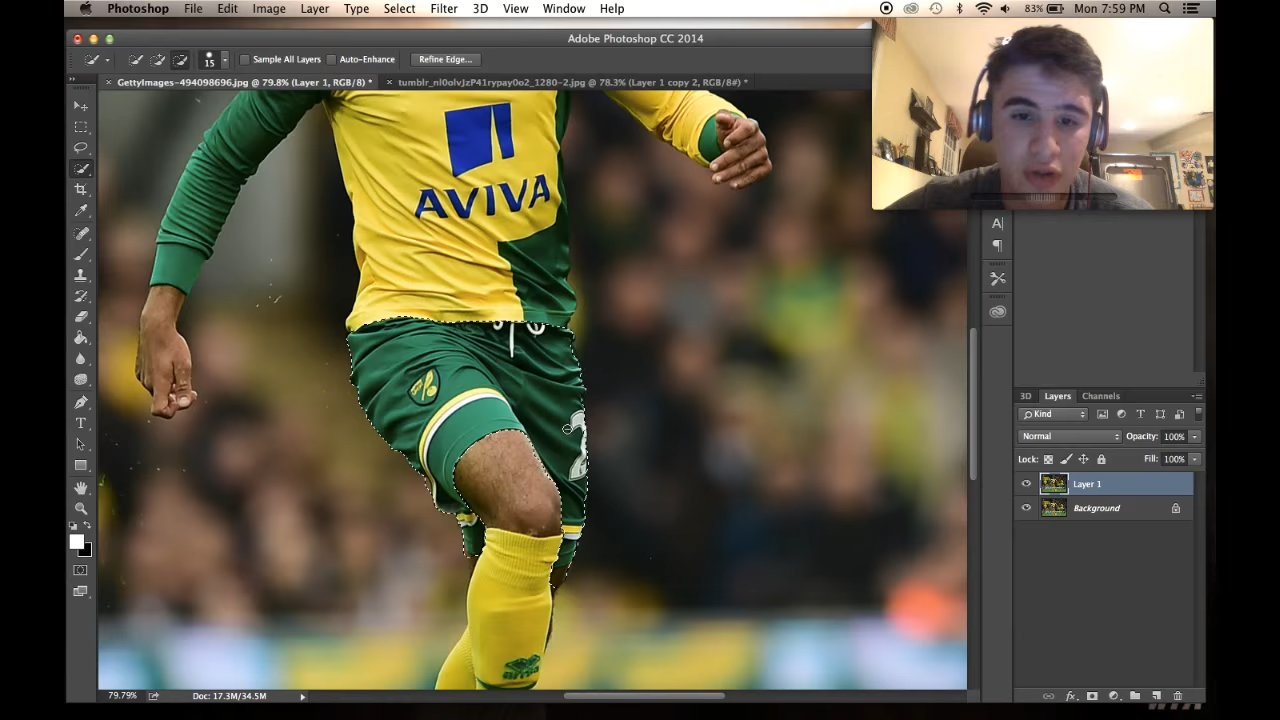 Photoshop File Edit Image Layer Type Select Filter 3D View Window Help 83% Mon 7:59 PM
Adobe Photoshop CC 2014
15 Sample All Layers Auto-Enhance Refine Edge...
GettyImages-494098696.jpg @ 79.8% (Layer 1, RGB/8) * tumblr_nl0olvJzP41rypay0o2_1280-2.jpg @ 78.3% (Layer 1 copy 2, RGB/8#) *
AVIVA
3D Layers Channels
Kind
Normal Opacity: 100%
Lock: Fill: 100%
Layer 1
Background
79.79% Doc: 17.3M/34.5M